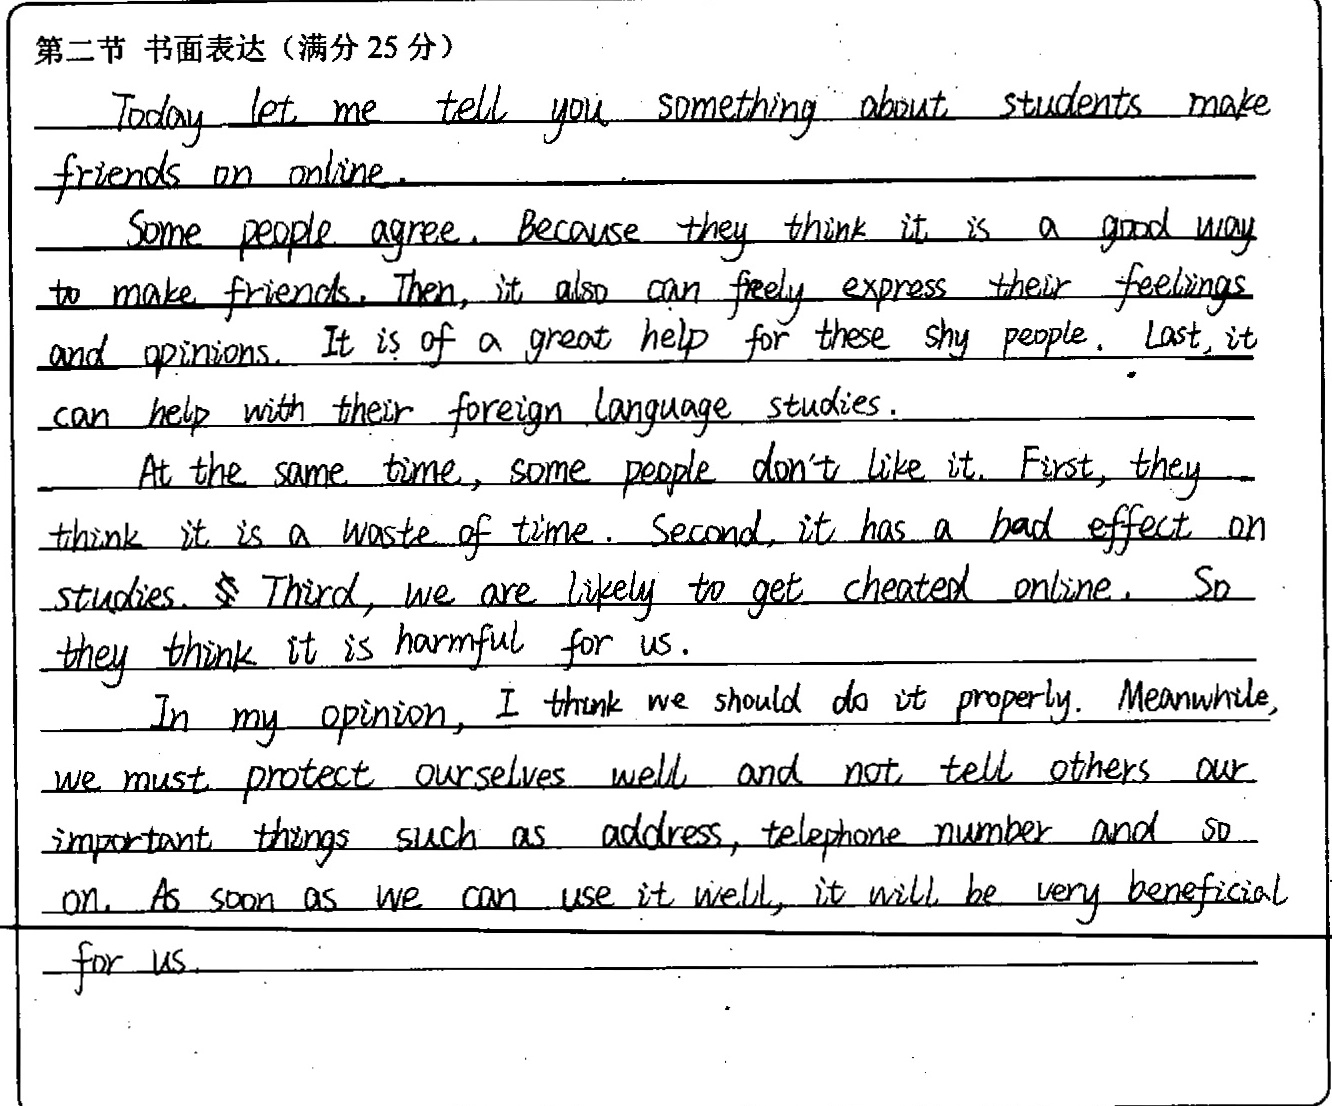 第二节 书面表达（满分 25 分）
Today let me tell you something about students make
friends on online.
Some people agree. Because they think it is a good way
to make friends. Then, it also can freely express their feelings
and opinions. It is of a great help for these shy people. Last, it
can help with their foreign language studies.
At the same time, some people don't like it. First, they
think it is a waste of time. Second, it has a bad effect on
studies. Third, we are likely to get cheated online. So
they think it is harmful for us.
In my opinion, I think we should do it properly. Meanwhile,
we must protect ourselves well and not tell others our
important things such as address, telephone number and so
on. As soon as we can use it well, it will be very beneficial
for us.